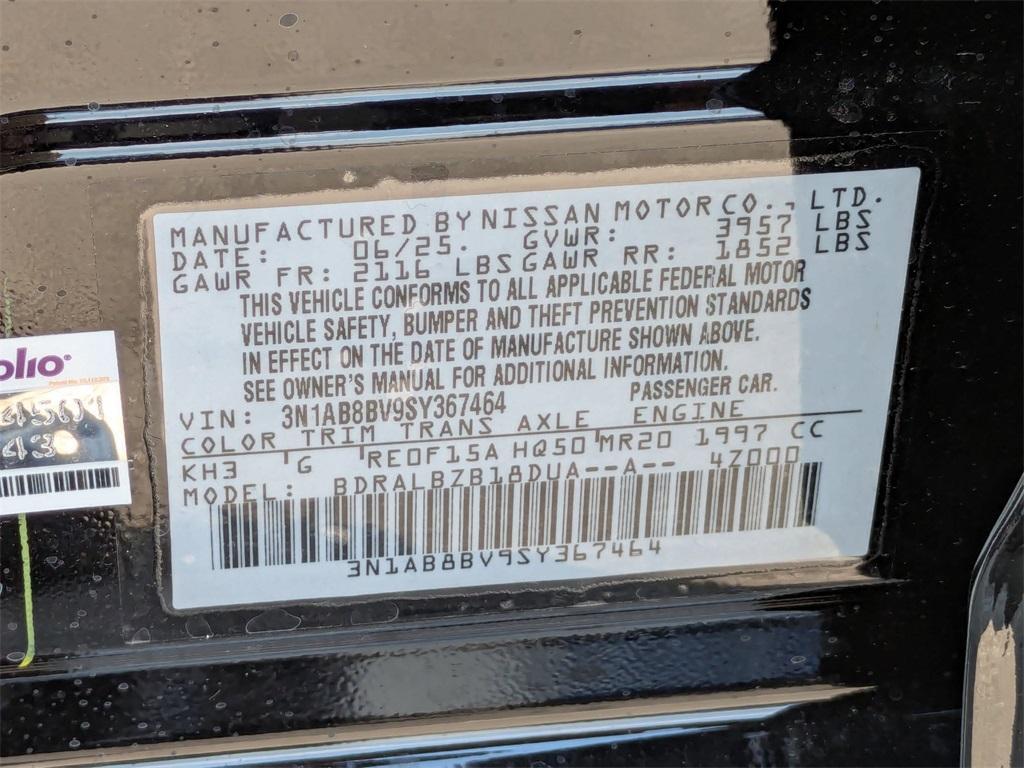 MANUFACTURED BY NISSAN MOTOR CO., LTD.
DATE: 06/25. GVWR: 3957 LBS
GAWR FR: 2116 LBS GAWR RR: 1852 LBS
THIS VEHICLE CONFORMS TO ALL APPLICABLE FEDERAL MOTOR
VEHICLE SAFETY, BUMPER AND THEFT PREVENTION STANDARDS
IN EFFECT ON THE DATE OF MANUFACTURE SHOWN ABOVE.
SEE OWNER'S MANUAL FOR ADDITIONAL INFORMATION.
VIN: 3N1AB8BV9SY367464 PASSENGER CAR.
COLOR TRIM TRANS AXLE ENGINE
KH3 G RE0F15A HQ50 MR20 1997 CC
MODEL: BDRALBZB18DUA--A-- 4Z000
3N1AB8BV9SY367464
olio